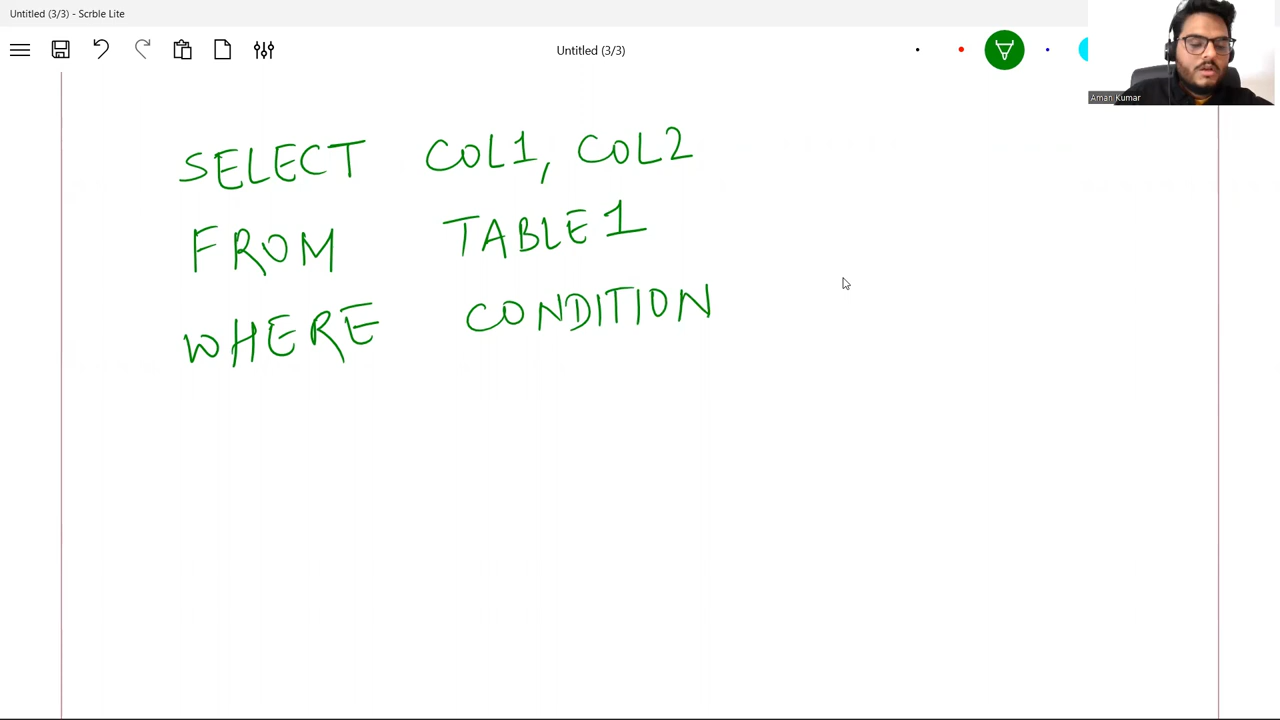 Untitled (3/3) - Scrble Lite
Untitled (3/3)
Aman Kumar
SELECT COL1, COL2
FROM TABLE1
WHERE CONDITION